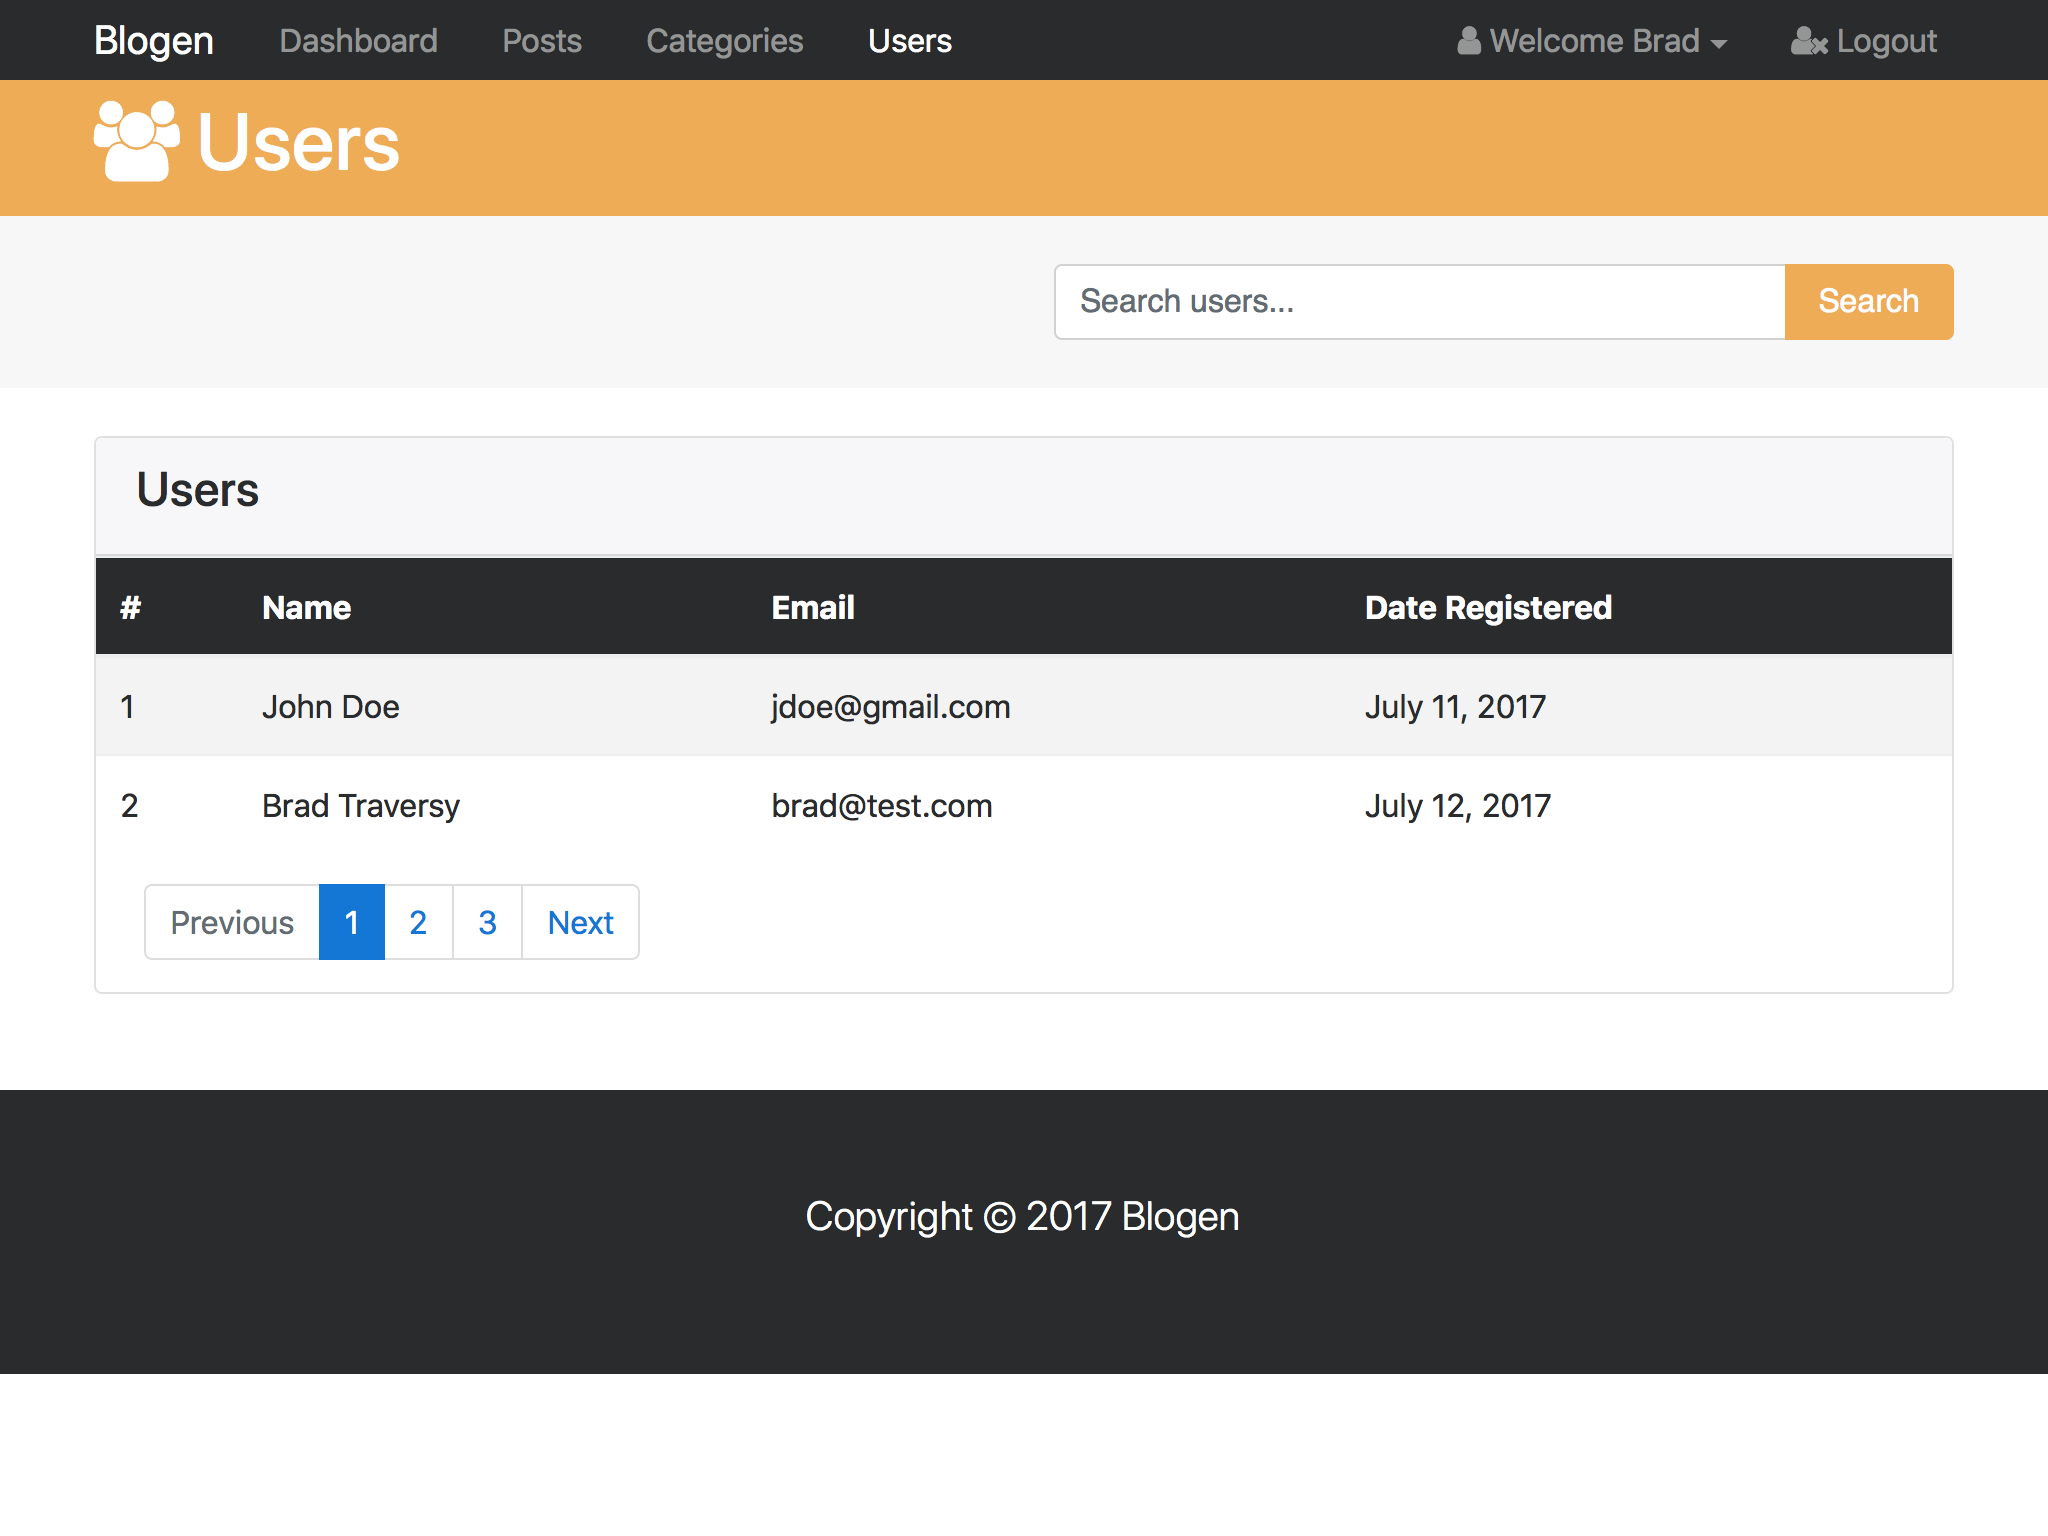 Blogen Dashboard Posts Categories Users Welcome Brad Logout
Users
Search users... Search
Users
# Name Email Date Registered
1 John Doe jdoe@gmail.com July 11, 2017
2 Brad Traversy brad@test.com July 12, 2017
Previous 1 2 3 Next
Copyright © 2017 Blogen